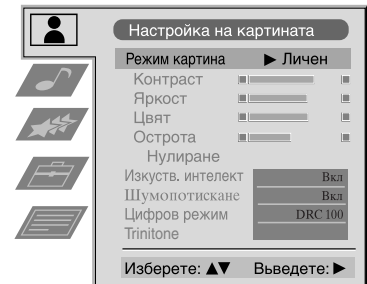 Настройка на картината
Режим картина ▶ Личен
Контраст
Яркост
Цвят
Острота
Нулиране
Изкуств. интелект Вкл
Шумопотискане Вкл
Цифров режим DRC 100
Trinitone
Изберете: ▲▼ Въведете: ▶